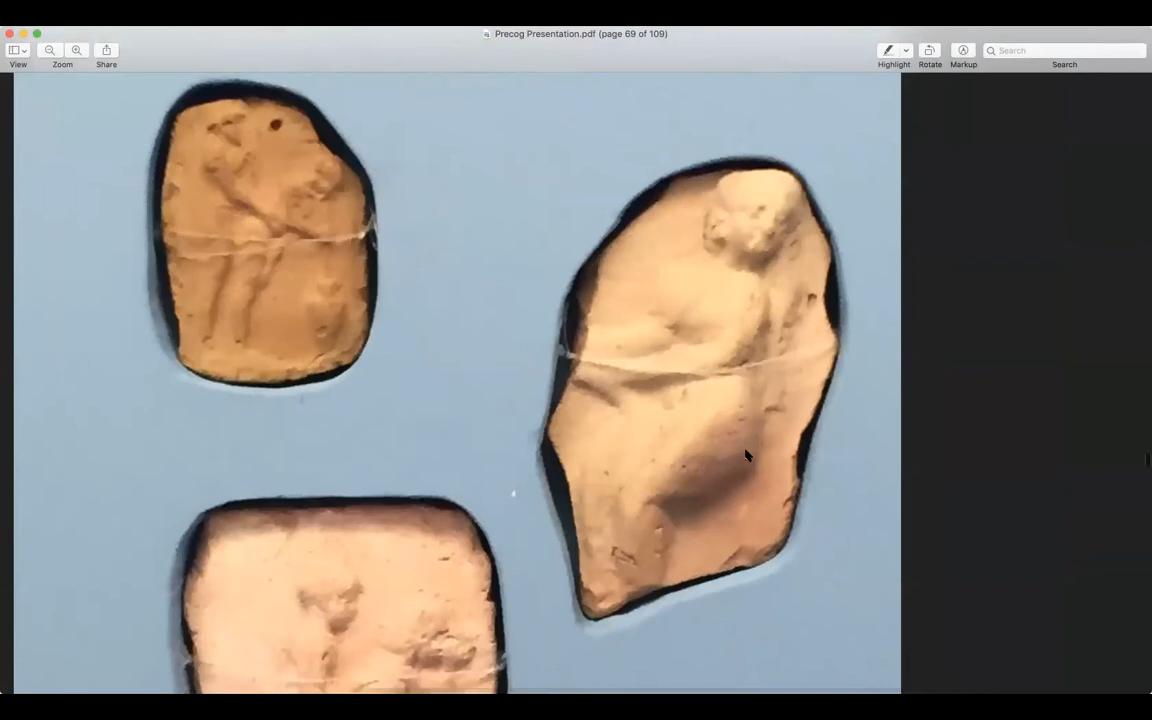 Precog Presentation.pdf (page 69 of 109)
View
Zoom
Share
Highlight
Rotate
Markup
Search
Search